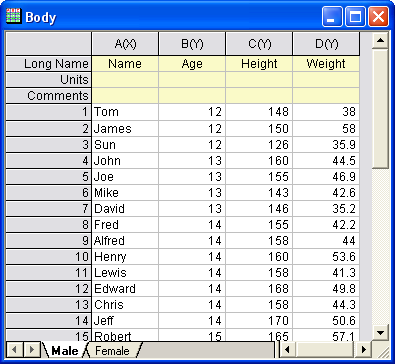 Body
A(X) B(Y) C(Y) D(Y)
Long Name Name Age Height Weight
Units
Comments
1 Tom 12 148 38
2 James 12 150 58
3 Sun 12 126 35.9
4 John 13 160 44.5
5 Joe 13 155 46.9
6 Mike 13 143 42.6
7 David 13 146 35.2
8 Fred 14 155 42.2
9 Alfred 14 158 44
10 Henry 14 160 53.6
11 Lewis 14 158 41.3
12 Edward 14 168 49.8
13 Chris 14 158 44.3
14 Jeff 14 170 50.6
15 Robert 15 165 57.1
Male Female